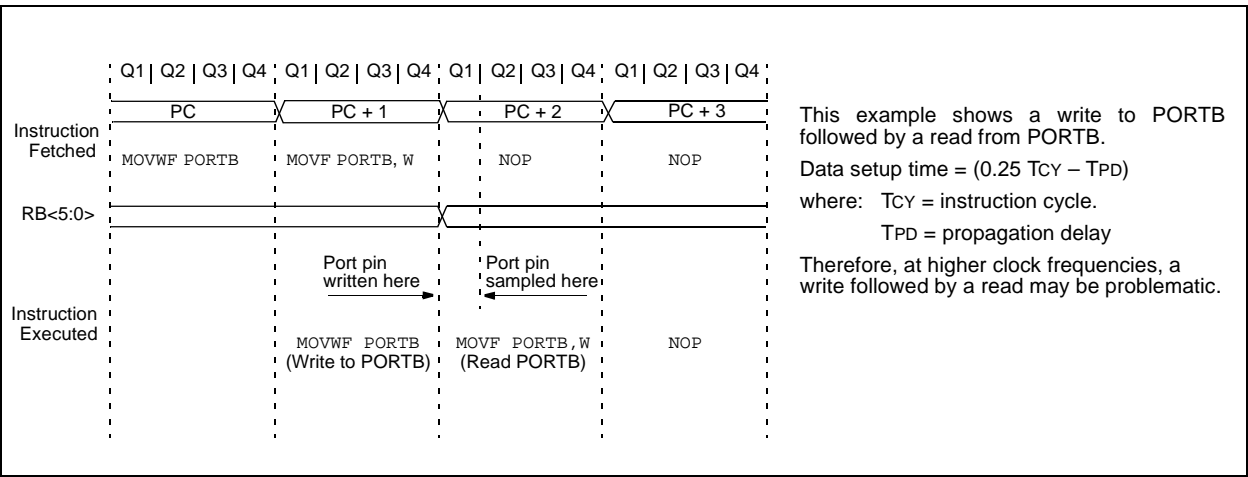 Q1 | Q2 | Q3 | Q4 Q1 | Q2 | Q3 | Q4 Q1 | Q2 | Q3 | Q4 Q1 | Q2 | Q3 | Q4
PC PC + 1 PC + 2 PC + 3
Instruction
Fetched
MOVWF PORTB MOVF PORTB, W NOP NOP
RB<5:0>
Port pin
written here
Port pin
sampled here
Instruction
Executed
MOVWF PORTB
(Write to PORTB)
MOVF PORTB,W
(Read PORTB)
NOP
This example shows a write to PORTB
followed by a read from PORTB.
Data setup time = (0.25 TCY – TPD)
where: TCY = instruction cycle.
TPD = propagation delay
Therefore, at higher clock frequencies, a
write followed by a read may be problematic.